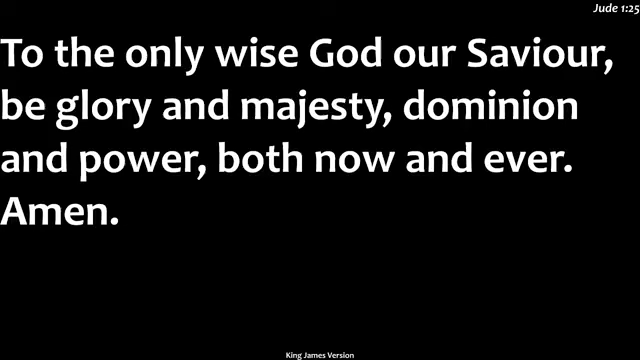 Jude 1:25
To the only wise God our Saviour,
be glory and majesty, dominion
and power, both now and ever.
Amen.
King James Version